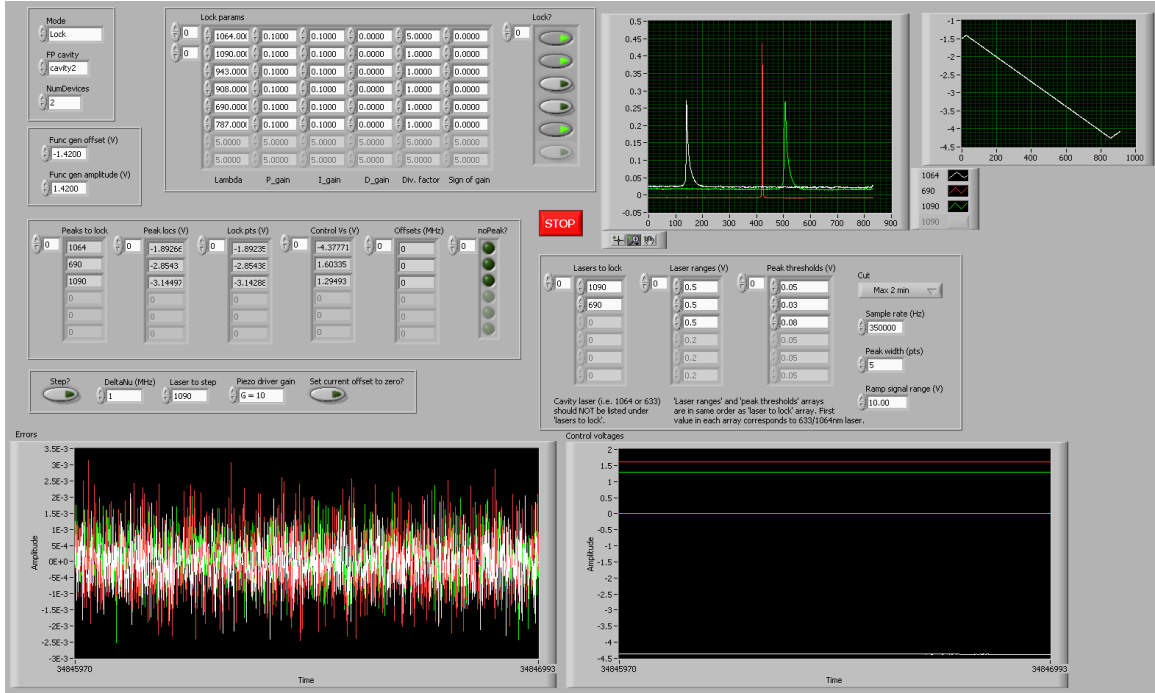 Mode
Lock
FP cavity
cavity2
NumDevices
2
Func gen offset (V)
-1.4200
Func gen amplitude (V)
1.4200
Lock params
0
0
1064.000 0.1000 0.1000 0.0000 5.0000 0.0000
1090.000 0.1000 0.1000 0.0000 1.0000 0.0000
943.000 0.1000 0.1000 0.0000 1.0000 0.0000
908.000 0.1000 0.1000 0.0000 1.0000 0.0000
690.000 0.1000 0.1000 0.0000 1.0000 0.0000
787.000 0.1000 0.1000 0.0000 1.0000 0.0000
5.0000 0.0000 0.0000 0.0000 5.0000 0.0000
5.0000 0.0000 0.0000 0.0000 5.0000 0.0000
Lambda P_gain I_gain D_gain Div. factor Sign of gain
Lock?
0
0.5
0.45
0.4
0.35
0.3
0.25
0.2
0.15
0.1
0.05
0
-0.05
0 100 200 300 400 500 600 700 800 900
-1
-1.5
-2
-2.5
-3
-3.5
-4
-4.5
0 200 400 600 800 1000
1064
690
1090
1090
STOP
Peaks to lock Peak locs (V) Lock pts (V) Control Vs (V) Offsets (MHz) noPeak?
0 0 0 0 0 0
1064 -1.89266 -1.89235 -4.37771 0
690 -2.8543 -2.85438 1.60335 0
1090 -3.14497 -3.14288 1.29493 0
0 0 0 0 0
0 0 0 0 0
0 0 0 0 0
Step?
DeltaNu (MHz)
1
Laser to step
1090
Piezo driver gain
G = 10
Set current offset to zero?
Lasers to lock Laser ranges (V) Peak thresholds (V)
0 0 0
1090 0.5 0.05
690 0.5 0.03
0 0.5 0.08
0 0.2 0.05
0 0.2 0.05
0 0.2 0.05
Cavity laser (i.e. 1064 or 633)
should NOT be listed under
'lasers to lock'.
'Laser ranges' and 'peak thresholds' arrays
are in same order as 'laser to lock' array. First
value in each array corresponds to 633/1064nm laser.
Cut
Max 2 min
Sample rate (Hz)
350000
Peak width (pts)
5
Ramp signal range (V)
10.00
Errors
Amplitude
3.5E-3
3E-3
2.5E-3
2E-3
1.5E-3
1E-3
5E-4
0E+0
-5E-4
-1E-3
-1.5E-3
-2E-3
-2.5E-3
-3E-3
34845970 34846993
Time
Control voltages
Amplitude
2
1.5
1
0.5
0
-0.5
-1
-1.5
-2
-2.5
-3
-3.5
-4
-4.5
34845970 34846993
Time